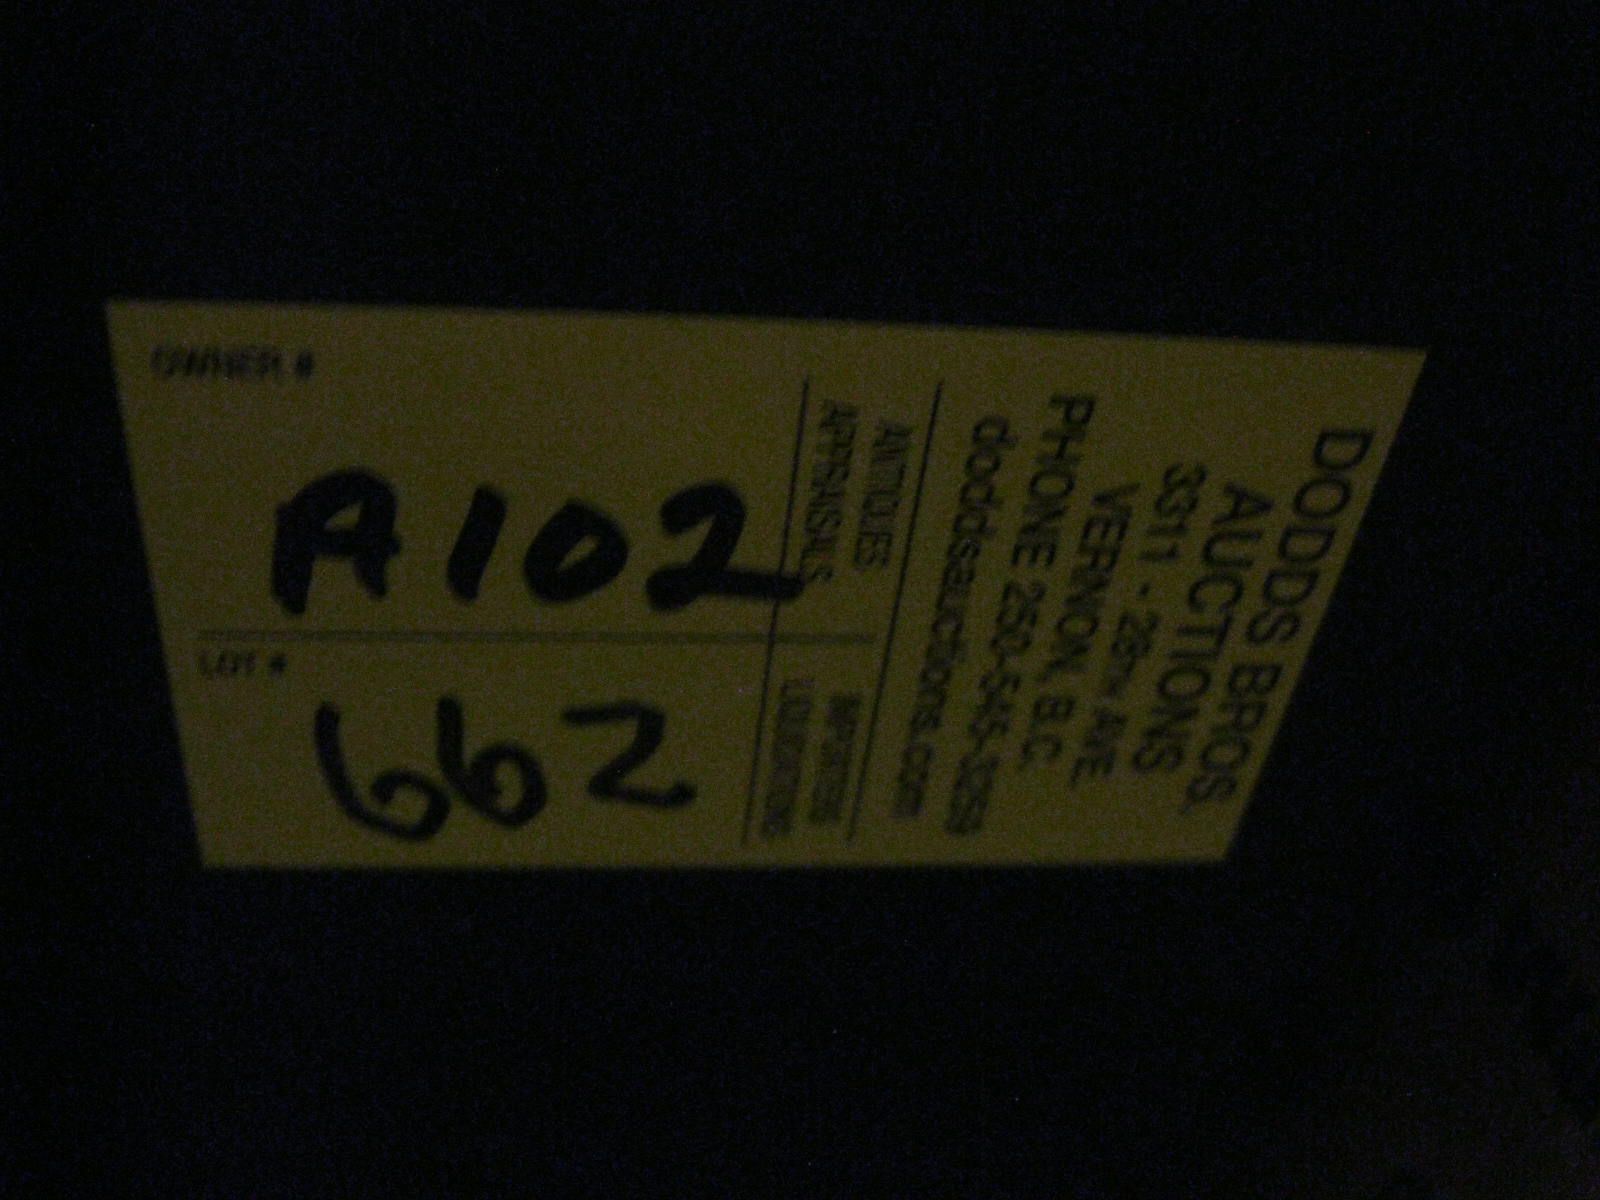 OWNER #
A102
LOT #
662
DODDS BROS.
AUCTIONS
3311 - 28TH AVE.
VERNON, B.C.
PHONE 250-545-3259
doddsauctions.com
ANTIQUES IMPORTERS
APPRAISALS LIQUIDATIONS